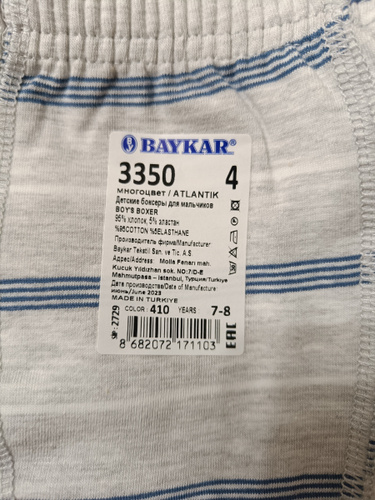 BAYKAR®
3350 4
многоцвет / ATLANTIK
Детские боксеры для мальчиков
BOY'S BOXER
95% хлопок, 5% эластан
%95COTTON %5ELASTHANE
Производитель фирма/Manufacturer
Baykar Tekstil San. ve Tic. A.S
Адрес/Address: Molla Fenari mah.
Kucuk Yildizhan sok. NO:7/D-E
Mahmutpasa - Istanbul, Турция/Turkiye
Дата производства/Date of Manufacture
июнь/June 2023
MADE IN TURKIYE
COLOR: 410 YEARS 7-8
2729
8 682072 171103
EAC